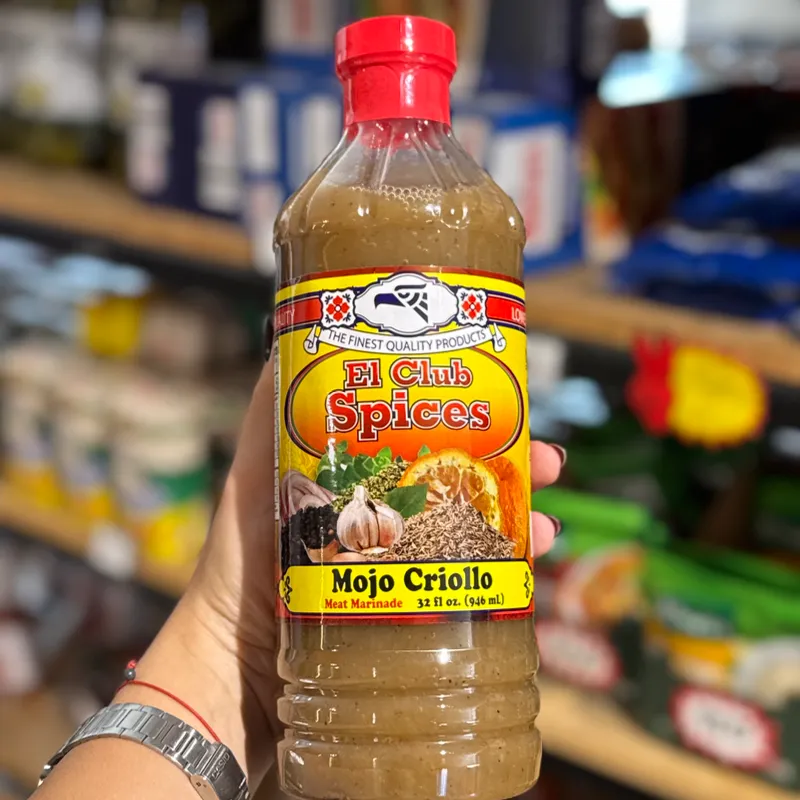 THE FINEST QUALITY PRODUCTS
El Club
Spices
Mojo Criollo
Meat Marinade 32 fl oz. (946 mL)